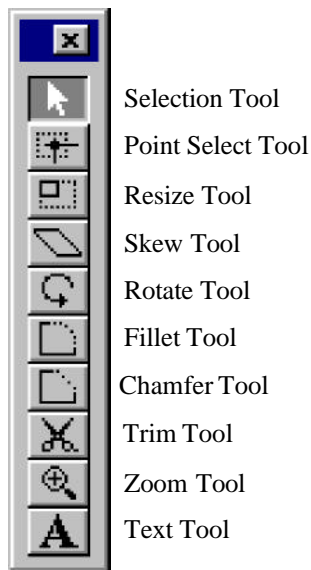 Selection Tool
Point Select Tool
Resize Tool
Skew Tool
Rotate Tool
Fillet Tool
Chamfer Tool
Trim Tool
Zoom Tool
A Text Tool